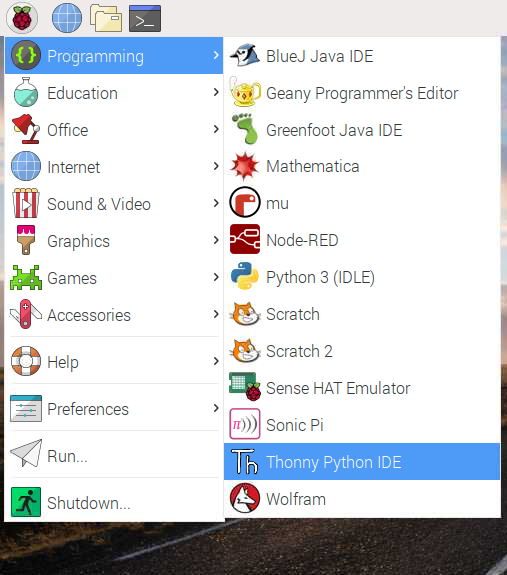 Programming
Education
Office
Internet
Sound & Video
Graphics
Games
Accessories
Help
Preferences
Run...
Shutdown...
BlueJ Java IDE
Geany Programmer's Editor
Greenfoot Java IDE
Mathematica
mu
Node-RED
Python 3 (IDLE)
Scratch
Scratch 2
Sense HAT Emulator
Sonic Pi
Th Thonny Python IDE
Wolfram